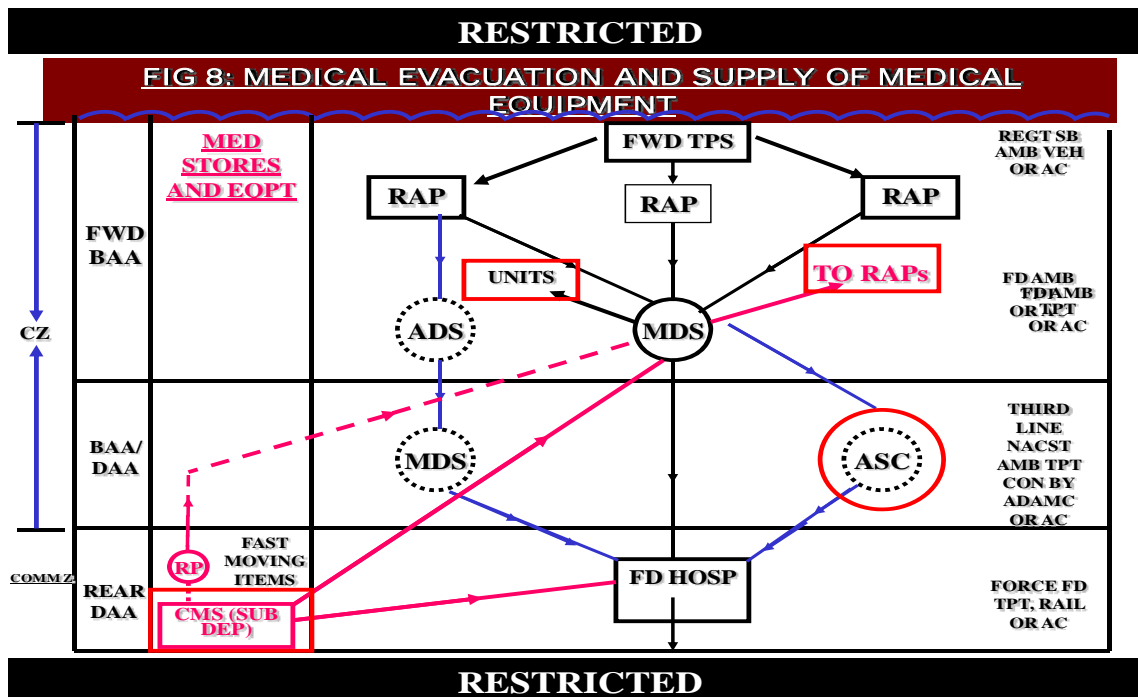 RESTRICTED
FIG 8: MEDICAL EVACUATION AND SUPPLY OF MEDICAL
EQUIPMENT
MED
STORES
AND EQPT
FWD TPS
REGT SB
AMB VEH
OR AC
RAP
RAP
RAP
FWD
BAA
UNITS
TO RAPs
FD AMB
OR
FD AMB
TPT
OR AC
CZ
ADS
MDS
BAA/
DAA
MDS
ASC
THIRD
LINE
NACST
AMB TPT
CON BY
ADAMC
OR AC
COMM Z
REAR
DAA
RP
FAST
MOVING
ITEMS
CMS (SUB
DEP)
FD HOSP
FORCE FD
TPT, RAIL
OR AC
RESTRICTED